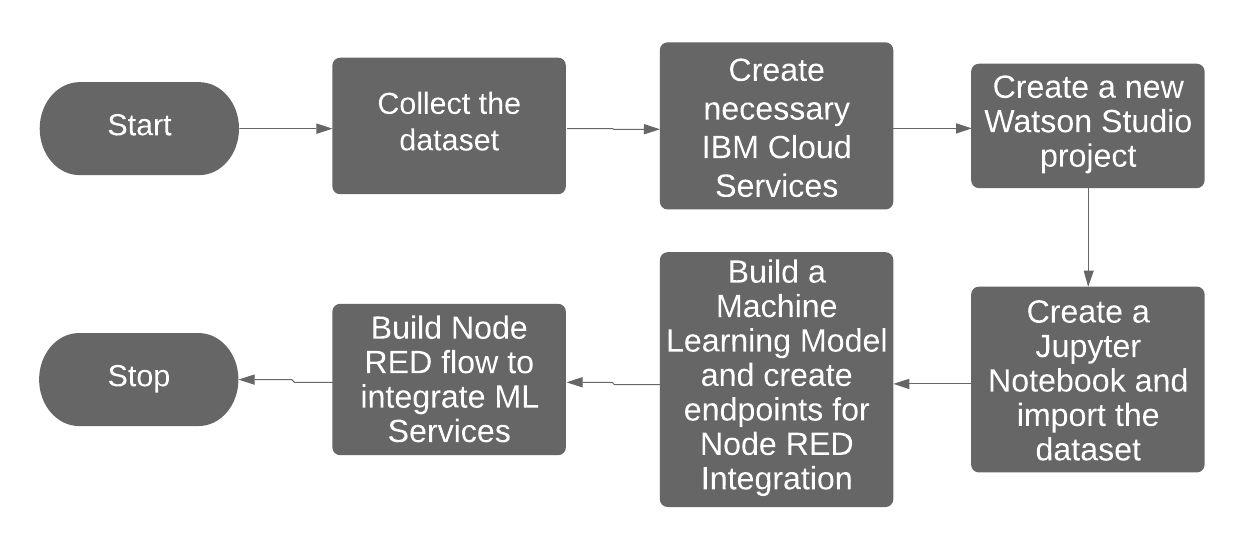 Start
Collect the
dataset
Create
necessary
IBM Cloud
Services
Create a new
Watson Studio
project
Create a
Jupyter
Notebook and
import the
dataset
Build a
Machine
Learning Model
and create
endpoints for
Node RED
Integration
Build Node
RED flow to
integrate ML
Services
Stop